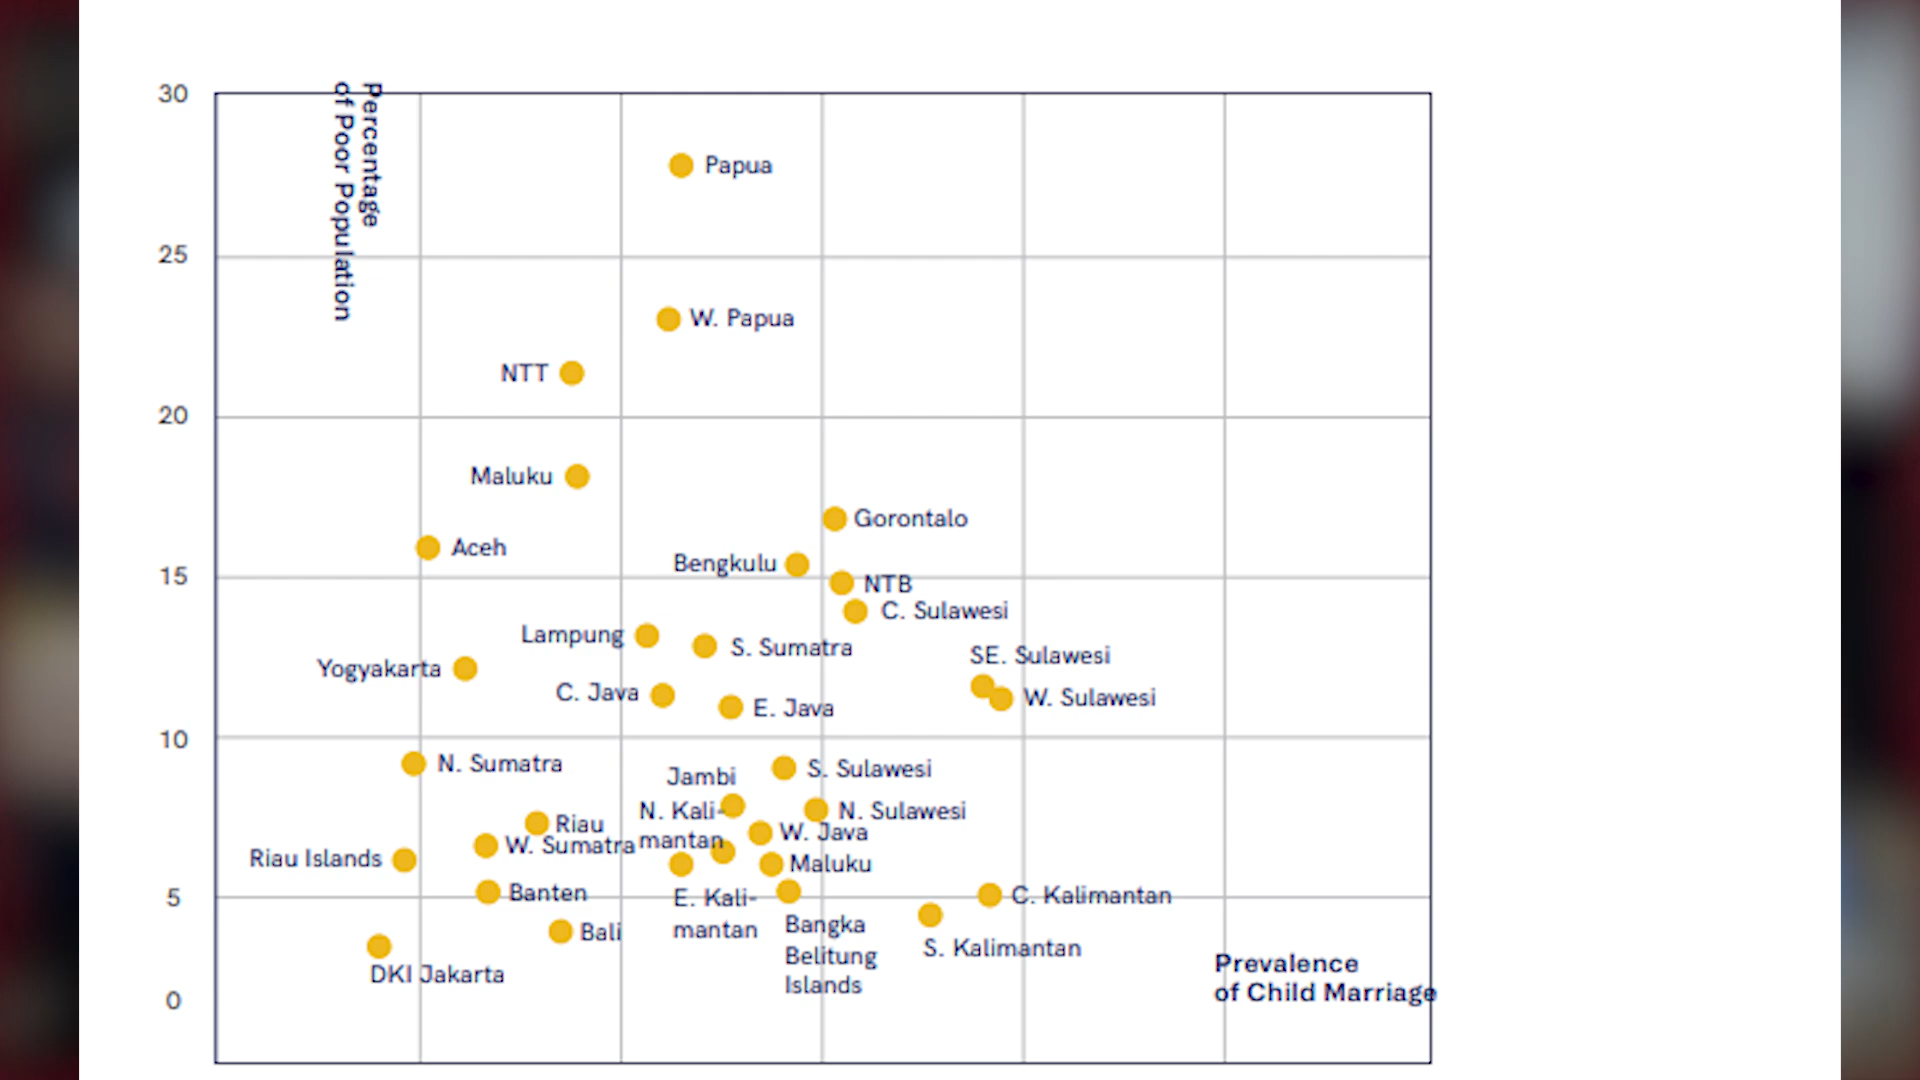 30
Percentage
of Poor Population
Papua
25
W. Papua
NTT
20
Maluku
Gorontalo
Aceh
Bengkulu
15
NTB
C. Sulawesi
Lampung
S. Sumatra
SE. Sulawesi
Yogyakarta
C. Java
W. Sulawesi
E. Java
10
N. Sumatra
S. Sulawesi
Jambi
N. Kali-
mantan
N. Sulawesi
Riau
W. Java
W. Sumatra
Riau Islands
Maluku
5
Banten
E. Kali-
mantan
C. Kalimantan
Bangka
Belitung
Islands
Bali
S. Kalimantan
DKI Jakarta
Prevalence
of Child Marriage
0